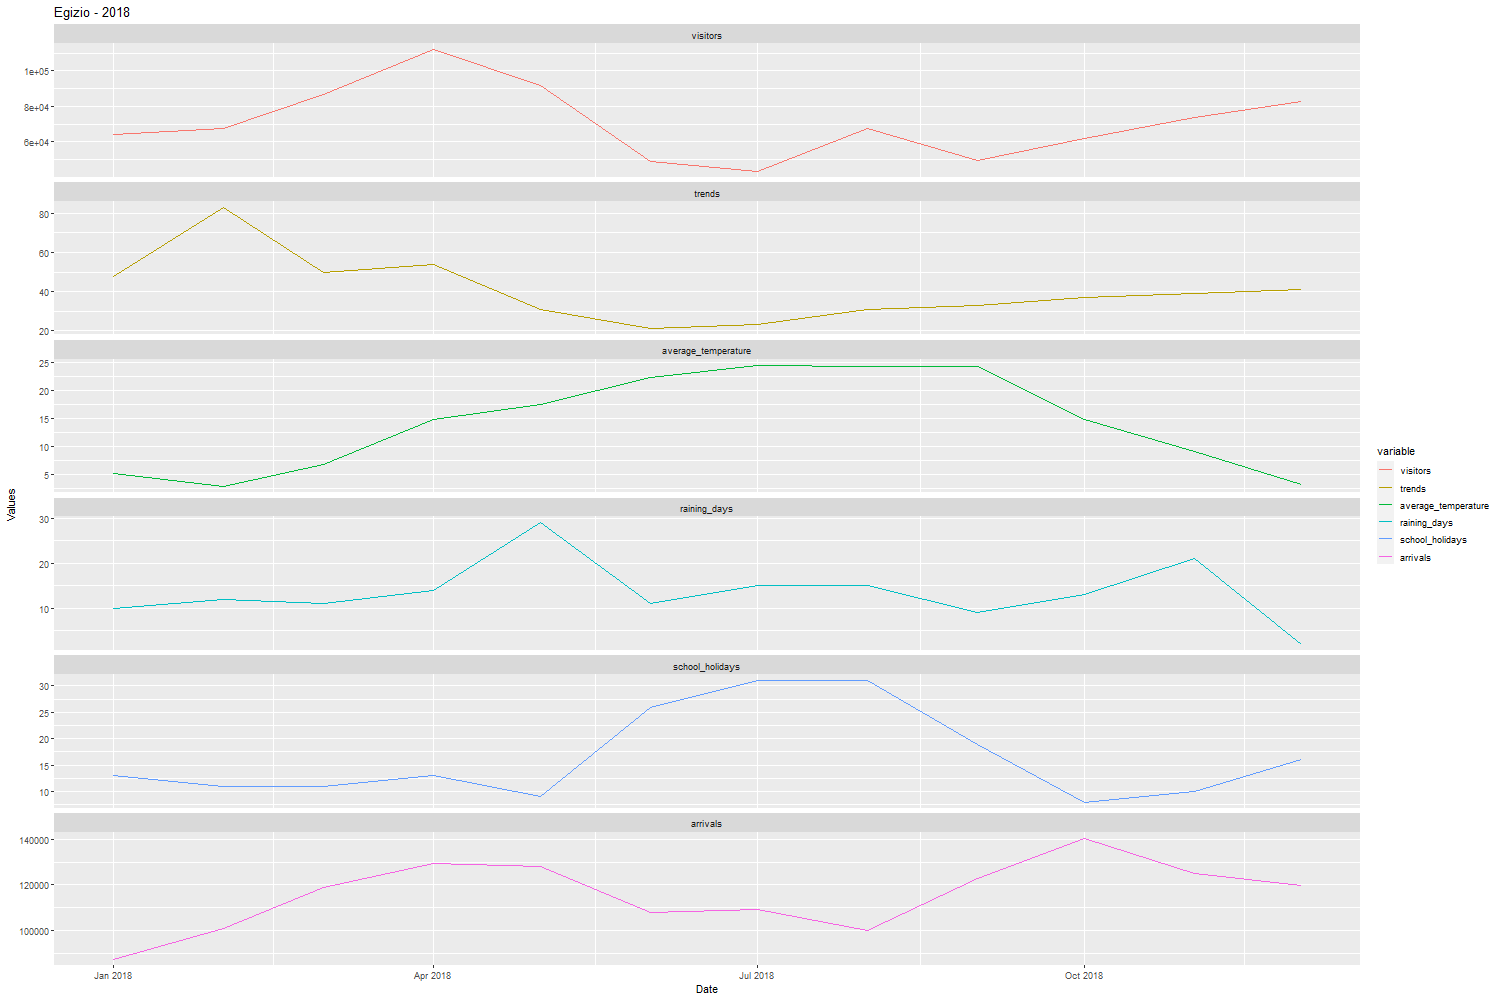 Egizio - 2018
visitors
1e+05
8e+04
6e+04
trends
80
60
40
20
average_temperature
25
20
15
10
5
raining_days
30
20
10
school_holidays
30
25
20
15
10
arrivals
140000
120000
100000
Jan 2018
Apr 2018
Jul 2018
Oct 2018
Date
Values
variable
visitors
trends
average_temperature
raining_days
school_holidays
arrivals